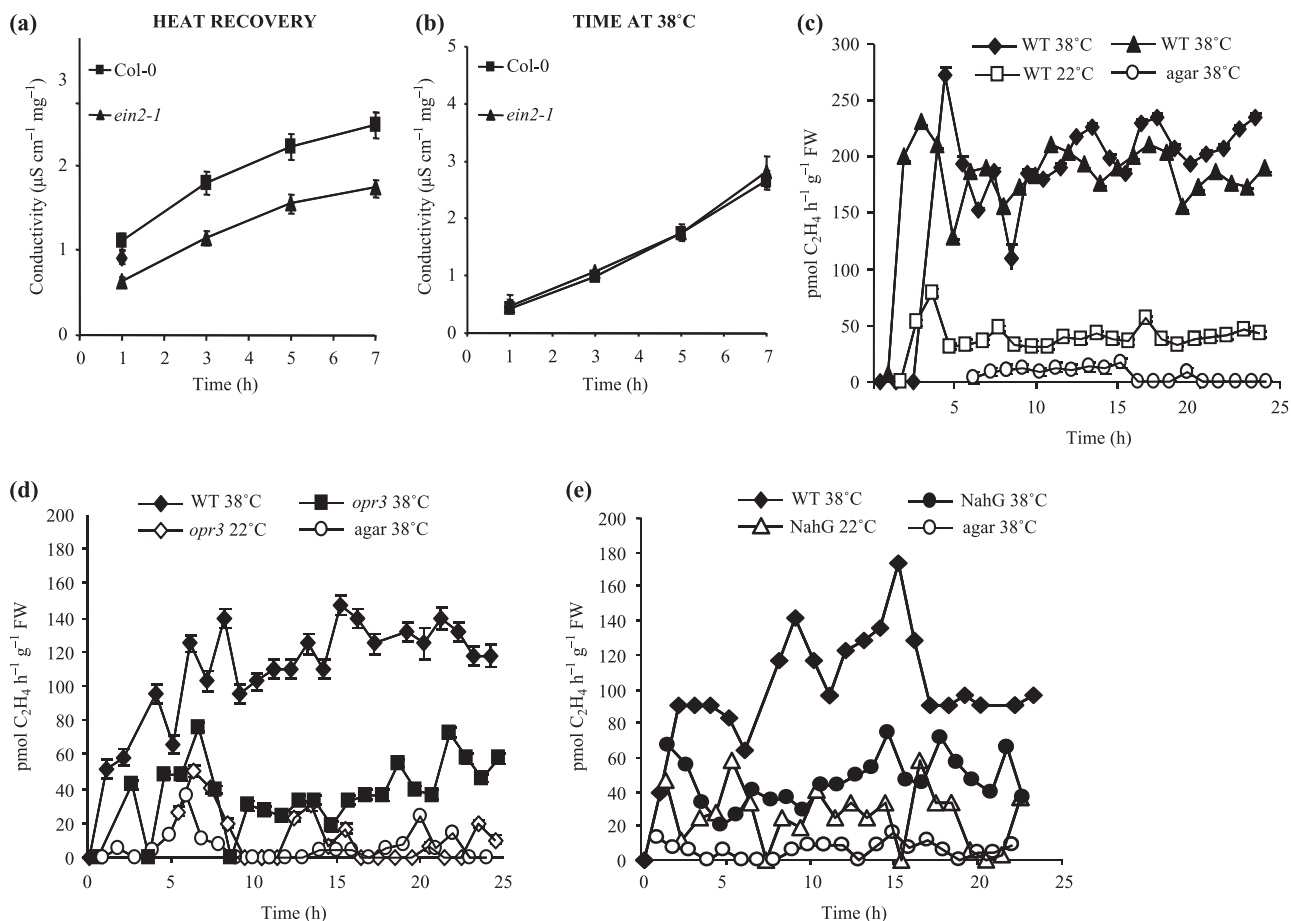 (a)
HEAT RECOVERY
Conductivity (µS cm⁻¹ mg⁻¹)
3
2
1
0
Col-0
ein2-1
0 1 3 5 7
Time (h)
(b)
TIME AT 38˚C
Conductivity (µS cm⁻¹ mg⁻¹)
5
4
3
2
1
0
Col-0
ein2-1
0 1 3 5 7
Time (h)
(c)
WT 38˚C WT 38˚C
WT 22˚C agar 38˚C
pmol C₂H₄ h⁻¹ g⁻¹ FW
300
250
200
150
100
50
0
5 10 15 20 25
Time (h)
(d)
WT 38˚C opr3 38˚C
opr3 22˚C agar 38˚C
pmol C₂H₄ h⁻¹ g⁻¹ FW
200
180
160
140
120
100
80
60
40
20
0
0 5 10 15 20 25
Time (h)
(e)
WT 38˚C NahG 38˚C
NahG 22˚C agar 38˚C
pmol C₂H₄ h⁻¹ g⁻¹ FW
200
180
160
140
120
100
80
60
40
20
0
0 5 10 15 20 25
Time (h)